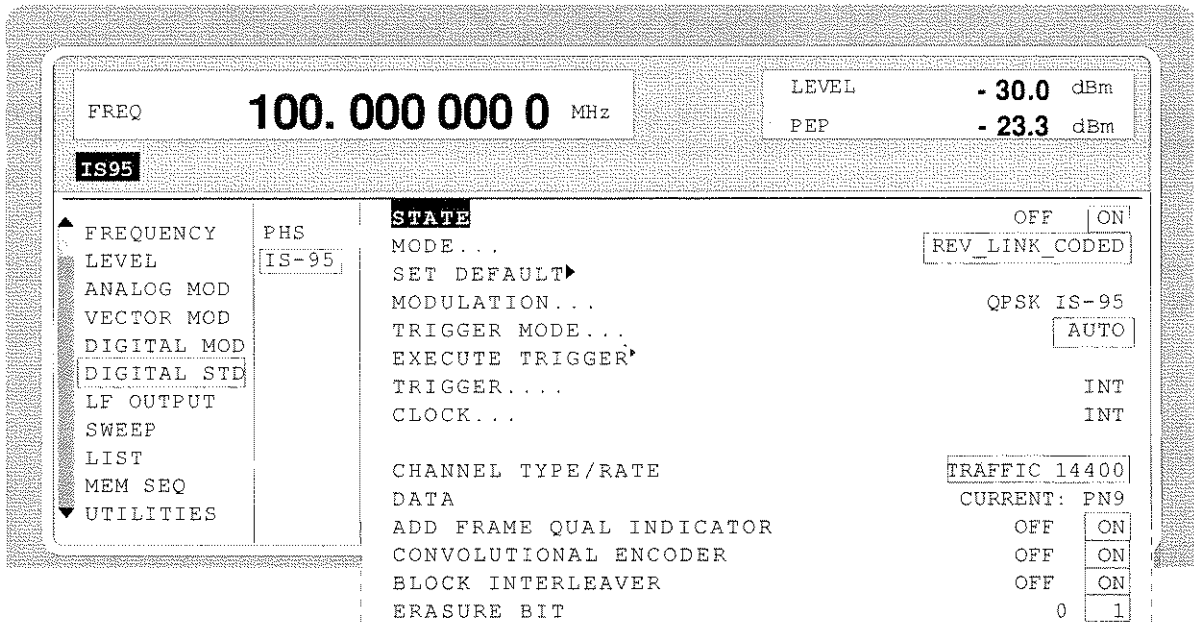 FREQ 100. 000 000 0 MHz
LEVEL - 30.0 dBm
PEP - 23.3 dBm
IS95
FREQUENCY
LEVEL
ANALOG MOD
VECTOR MOD
DIGITAL MOD
DIGITAL STD
LF OUTPUT
SWEEP
LIST
MEM SEQ
UTILITIES
PHS
IS-95
STATE OFF ON
MODE... REV_LINK_CODED
SET DEFAULT
MODULATION... QPSK IS-95
TRIGGER MODE... AUTO
EXECUTE TRIGGER
TRIGGER.... INT
CLOCK... INT
CHANNEL TYPE/RATE TRAFFIC 14400
DATA CURRENT: PN9
ADD FRAME QUAL INDICATOR OFF ON
CONVOLUTIONAL ENCODER OFF ON
BLOCK INTERLEAVER OFF ON
ERASURE BIT 0 1